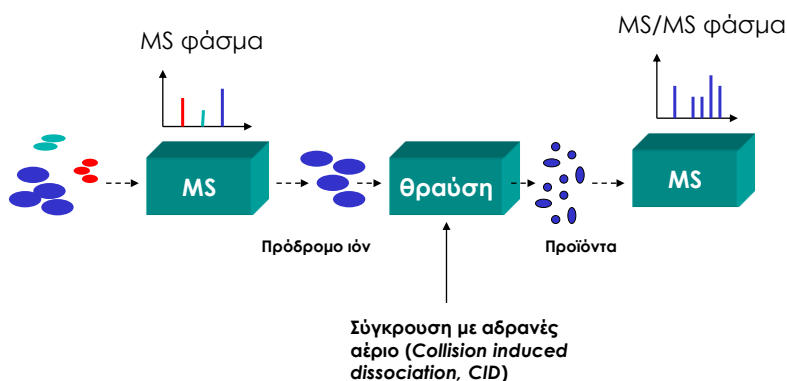 MS φάσμα
MS/MS φάσμα
MS
θραύση
MS
Πρόδρομο ιόν
Προϊόντα
Σύγκρουση με αδρανές
αέριο (Collision induced
dissociation, CID)